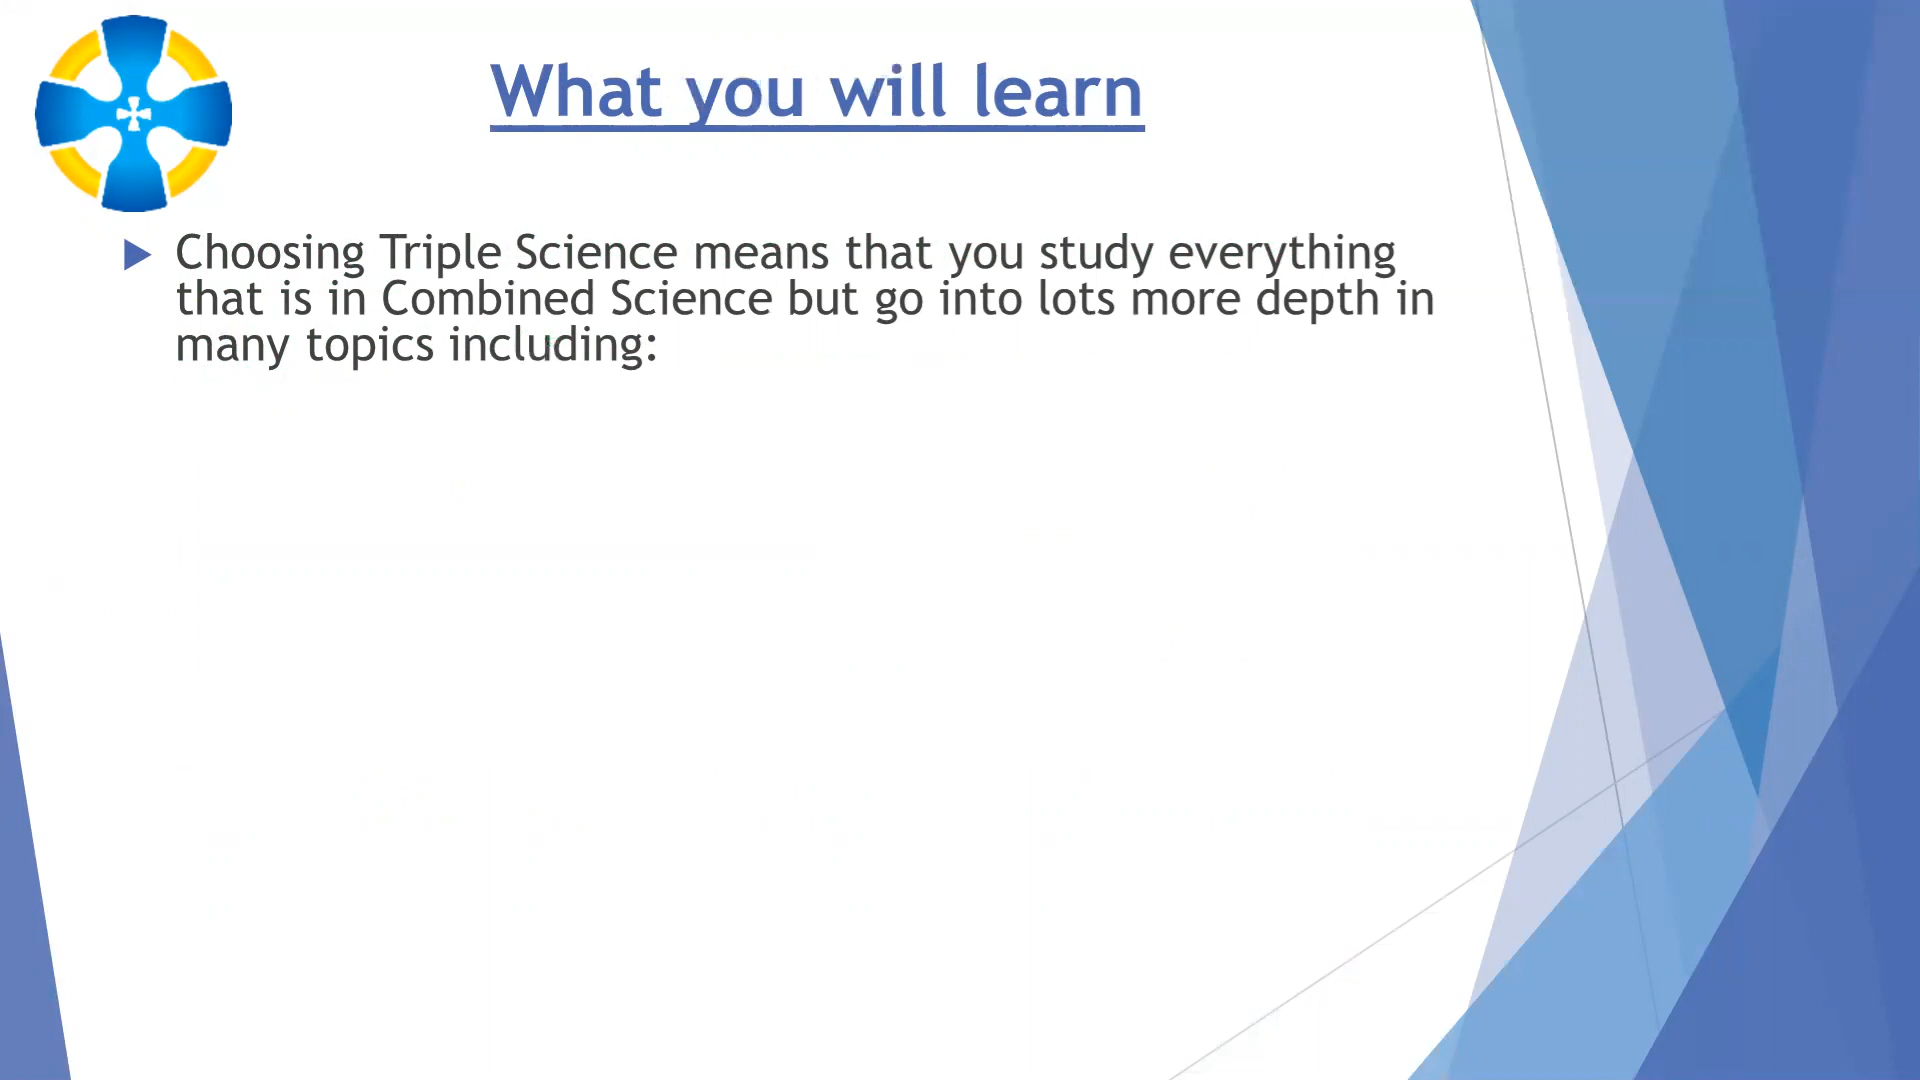 What you will learn
Choosing Triple Science means that you study everything
that is in Combined Science but go into lots more depth in
many topics including: